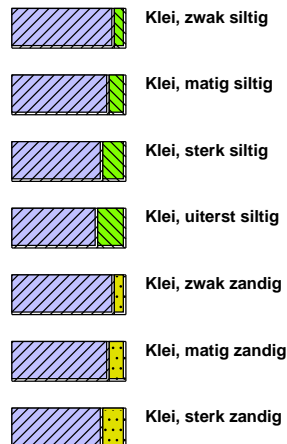 Klei, zwak siltig
Klei, matig siltig
Klei, sterk siltig
Klei, uiterst siltig
Klei, zwak zandig
Klei, matig zandig
Klei, sterk zandig